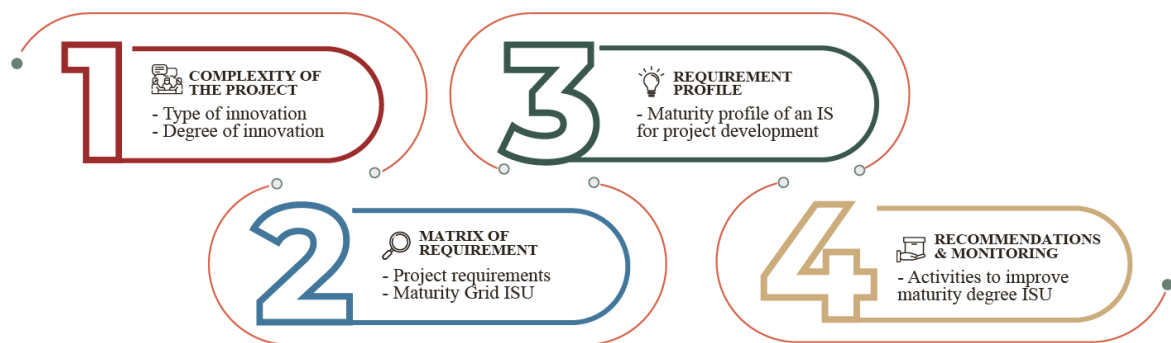 1
COMPLEXITY OF
THE PROJECT
- Type of innovation
- Degree of innovation
2
MATRIX OF
REQUIREMENT
- Project requirements
- Maturity Grid ISU
3
REQUIREMENT
PROFILE
- Maturity profile of an IS
for project development
4
RECOMMENDATIONS
& MONITORING
- Activities to improve
maturity degree ISU